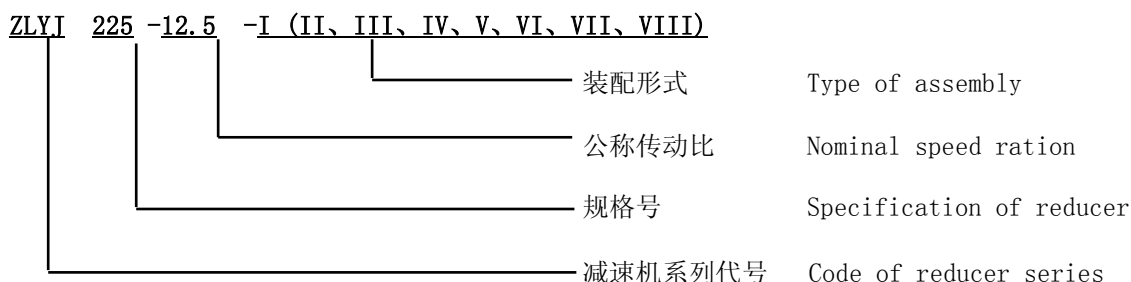 ZLYJ 225 -12.5 -I (II、III、IV、V、VI、VII、VIII)
装配形式 Type of assembly
公称传动比 Nominal speed ration
规格号 Specification of reducer
减速机系列代号 Code of reducer series